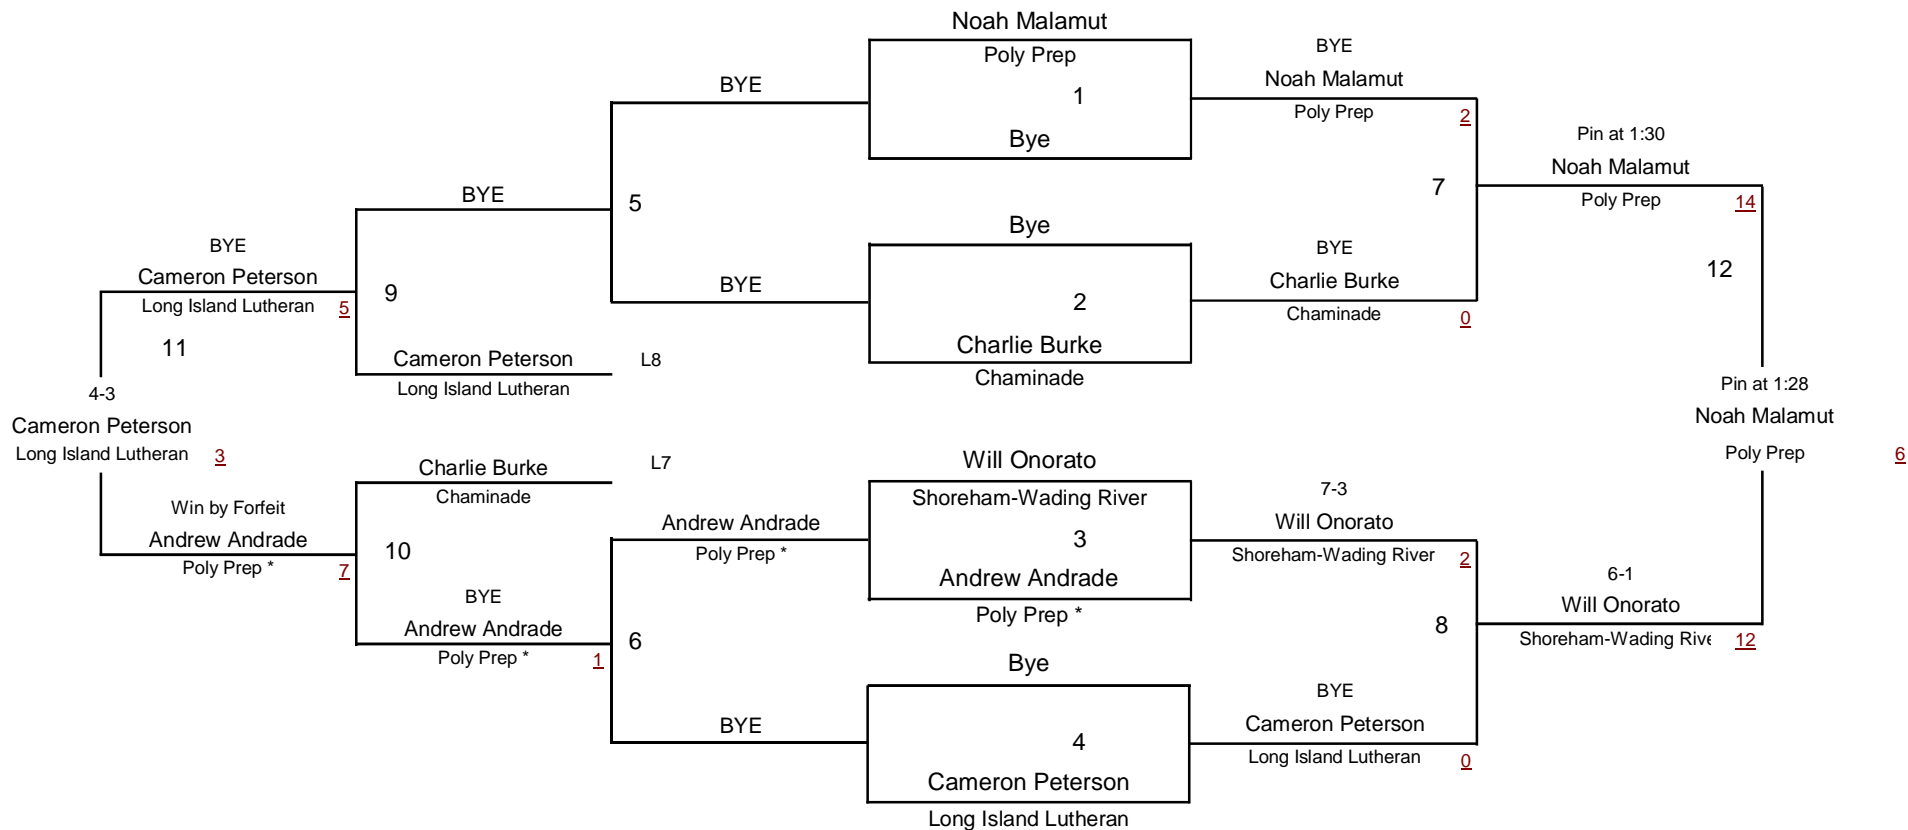 Noah Malamut
Poly Prep
1
Bye
BYE
Noah Malamut
Poly Prep
2
Pin at 1:30
Noah Malamut
Poly Prep
14
7
12
BYE
BYE
5
Bye
2
Charlie Burke
Chaminade
BYE
Charlie Burke
Chaminade
0
BYE
BYE
Cameron Peterson
Long Island Lutheran
5
9
11
Cameron Peterson
Long Island Lutheran
L8
4-3
Cameron Peterson
Long Island Lutheran
3
Pin at 1:28
Noah Malamut
Poly Prep
6
Charlie Burke
Chaminade
L7
Win by Forfeit
Andrew Andrade
Poly Prep *
7
10
BYE
Andrew Andrade
Poly Prep *
1
6
Andrew Andrade
Poly Prep *
Will Onorato
Shoreham-Wading River
3
Andrew Andrade
Poly Prep *
7-3
Will Onorato
Shoreham-Wading River
2
8
6-1
Will Onorato
Shoreham-Wading Rive
12
BYE
Bye
4
Cameron Peterson
Long Island Lutheran
BYE
Cameron Peterson
Long Island Lutheran
0